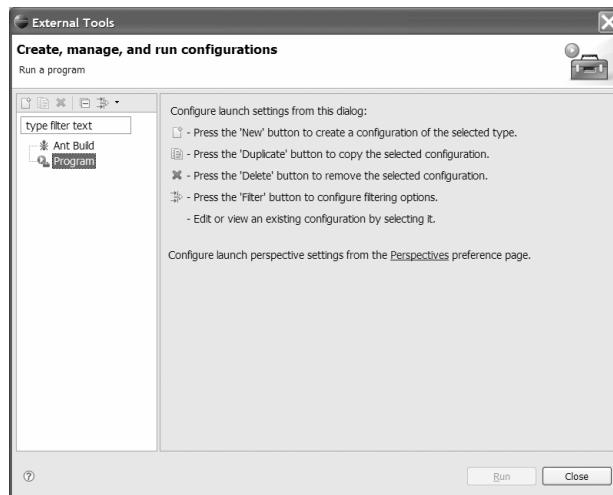 External Tools
Create, manage, and run configurations
Run a program
type filter text
Ant Build
Program
Configure launch settings from this dialog:
- Press the 'New' button to create a configuration of the selected type.
- Press the 'Duplicate' button to copy the selected configuration.
- Press the 'Delete' button to remove the selected configuration.
- Press the 'Filter' button to configure filtering options.
- Edit or view an existing configuration by selecting it.
Configure launch perspective settings from the Perspectives preference page.
Run
Close